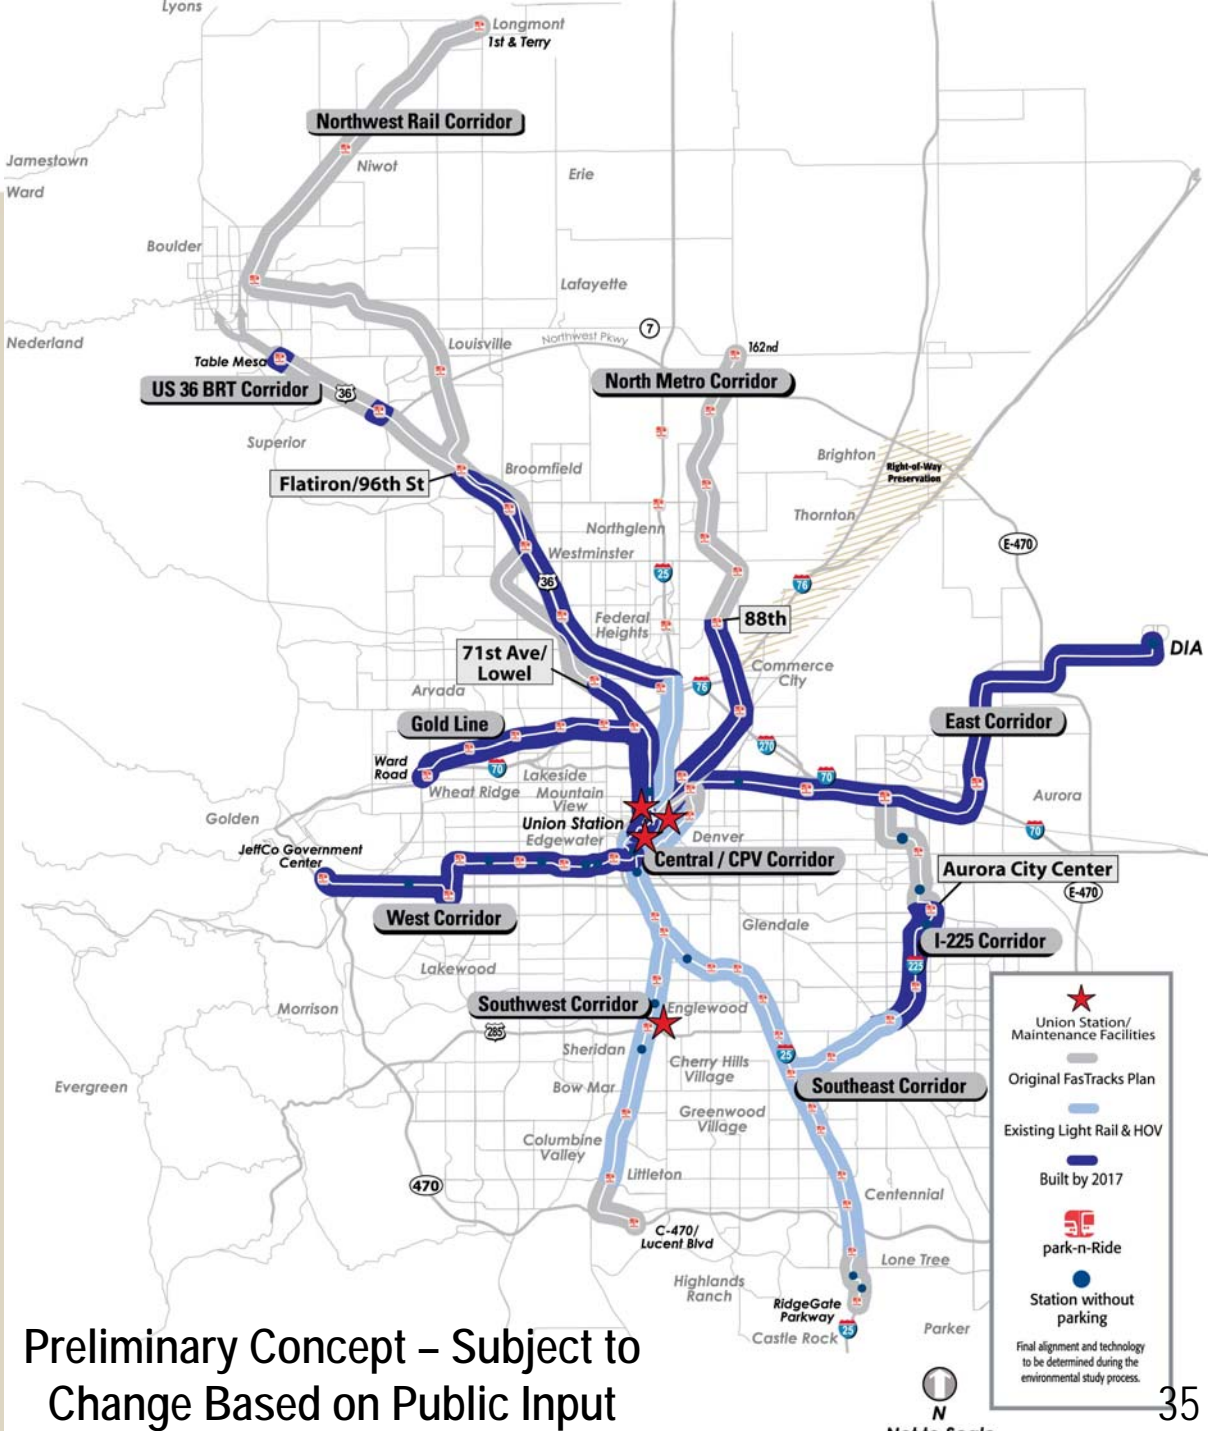 Lyons
Longmont
1st & Terry
Northwest Rail Corridor
Jamestown
Niwot
Erie
Ward
Boulder
Lafayette
7
Nederland
Northwest Pkwy
Louisville
162nd
Table Mesa
US 36 BRT Corridor
36
North Metro Corridor
Superior
Brighton
Right-of-Way
Preservation
Flatiron/96th St
Broomfield
Thornton
Northglenn
E-470
Westminster
25
36
76
Federal
Heights
88th
71st Ave/
Lowel
DIA
Commerce
City
76
Arvada
Gold Line
East Corridor
270
Ward
Road
70
Lakeside
70
Wheat Ridge
Mountain
View
Aurora
Golden
Union Station
70
Edgewater
Denver
JeffCo Government
Center
Central / CPV Corridor
Aurora City Center
E-470
West Corridor
Glendale
I-225 Corridor
Lakewood
225
Southwest Corridor
Englewood
Morrison
285
Sheridan
25
Cherry Hills
Village
Evergreen
Bow Mar
Southeast Corridor
Greenwood
Village
Columbine
Valley
Littleton
470
Centennial
C-470/
Lucent Blvd
Lone Tree
Highlands
Ranch
RidgeGate
Parkway
25
Castle Rock
Parker
Union Station/
Maintenance Facilities
Original FasTracks Plan
Existing Light Rail & HOV
Built by 2017
park-n-Ride
Station without
parking
Final alignment and technology
to be determined during the
environmental study process.
Preliminary Concept – Subject to
Change Based on Public Input
N
Not to Scale
35